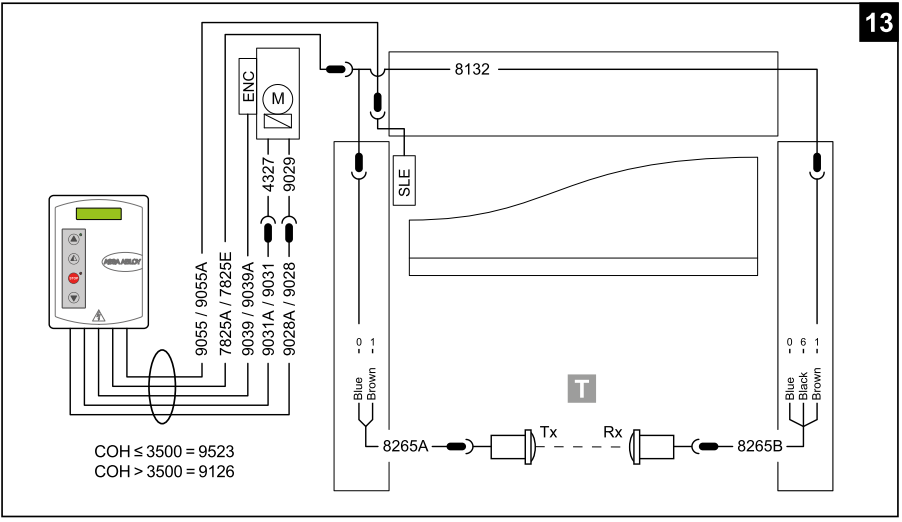 13
8132
ENC
M
4327
9029
SLE
ASSA ABLOY
STOP
9055 / 9055A
7825A / 7825E
9039 / 9039A
9031A / 9031
9028A / 9028
0 1
Blue
Brown
0 6 1
Blue
Black
Brown
T
Tx
Rx
8265A
8265B
COH ≤ 3500 = 9523
COH > 3500 = 9126